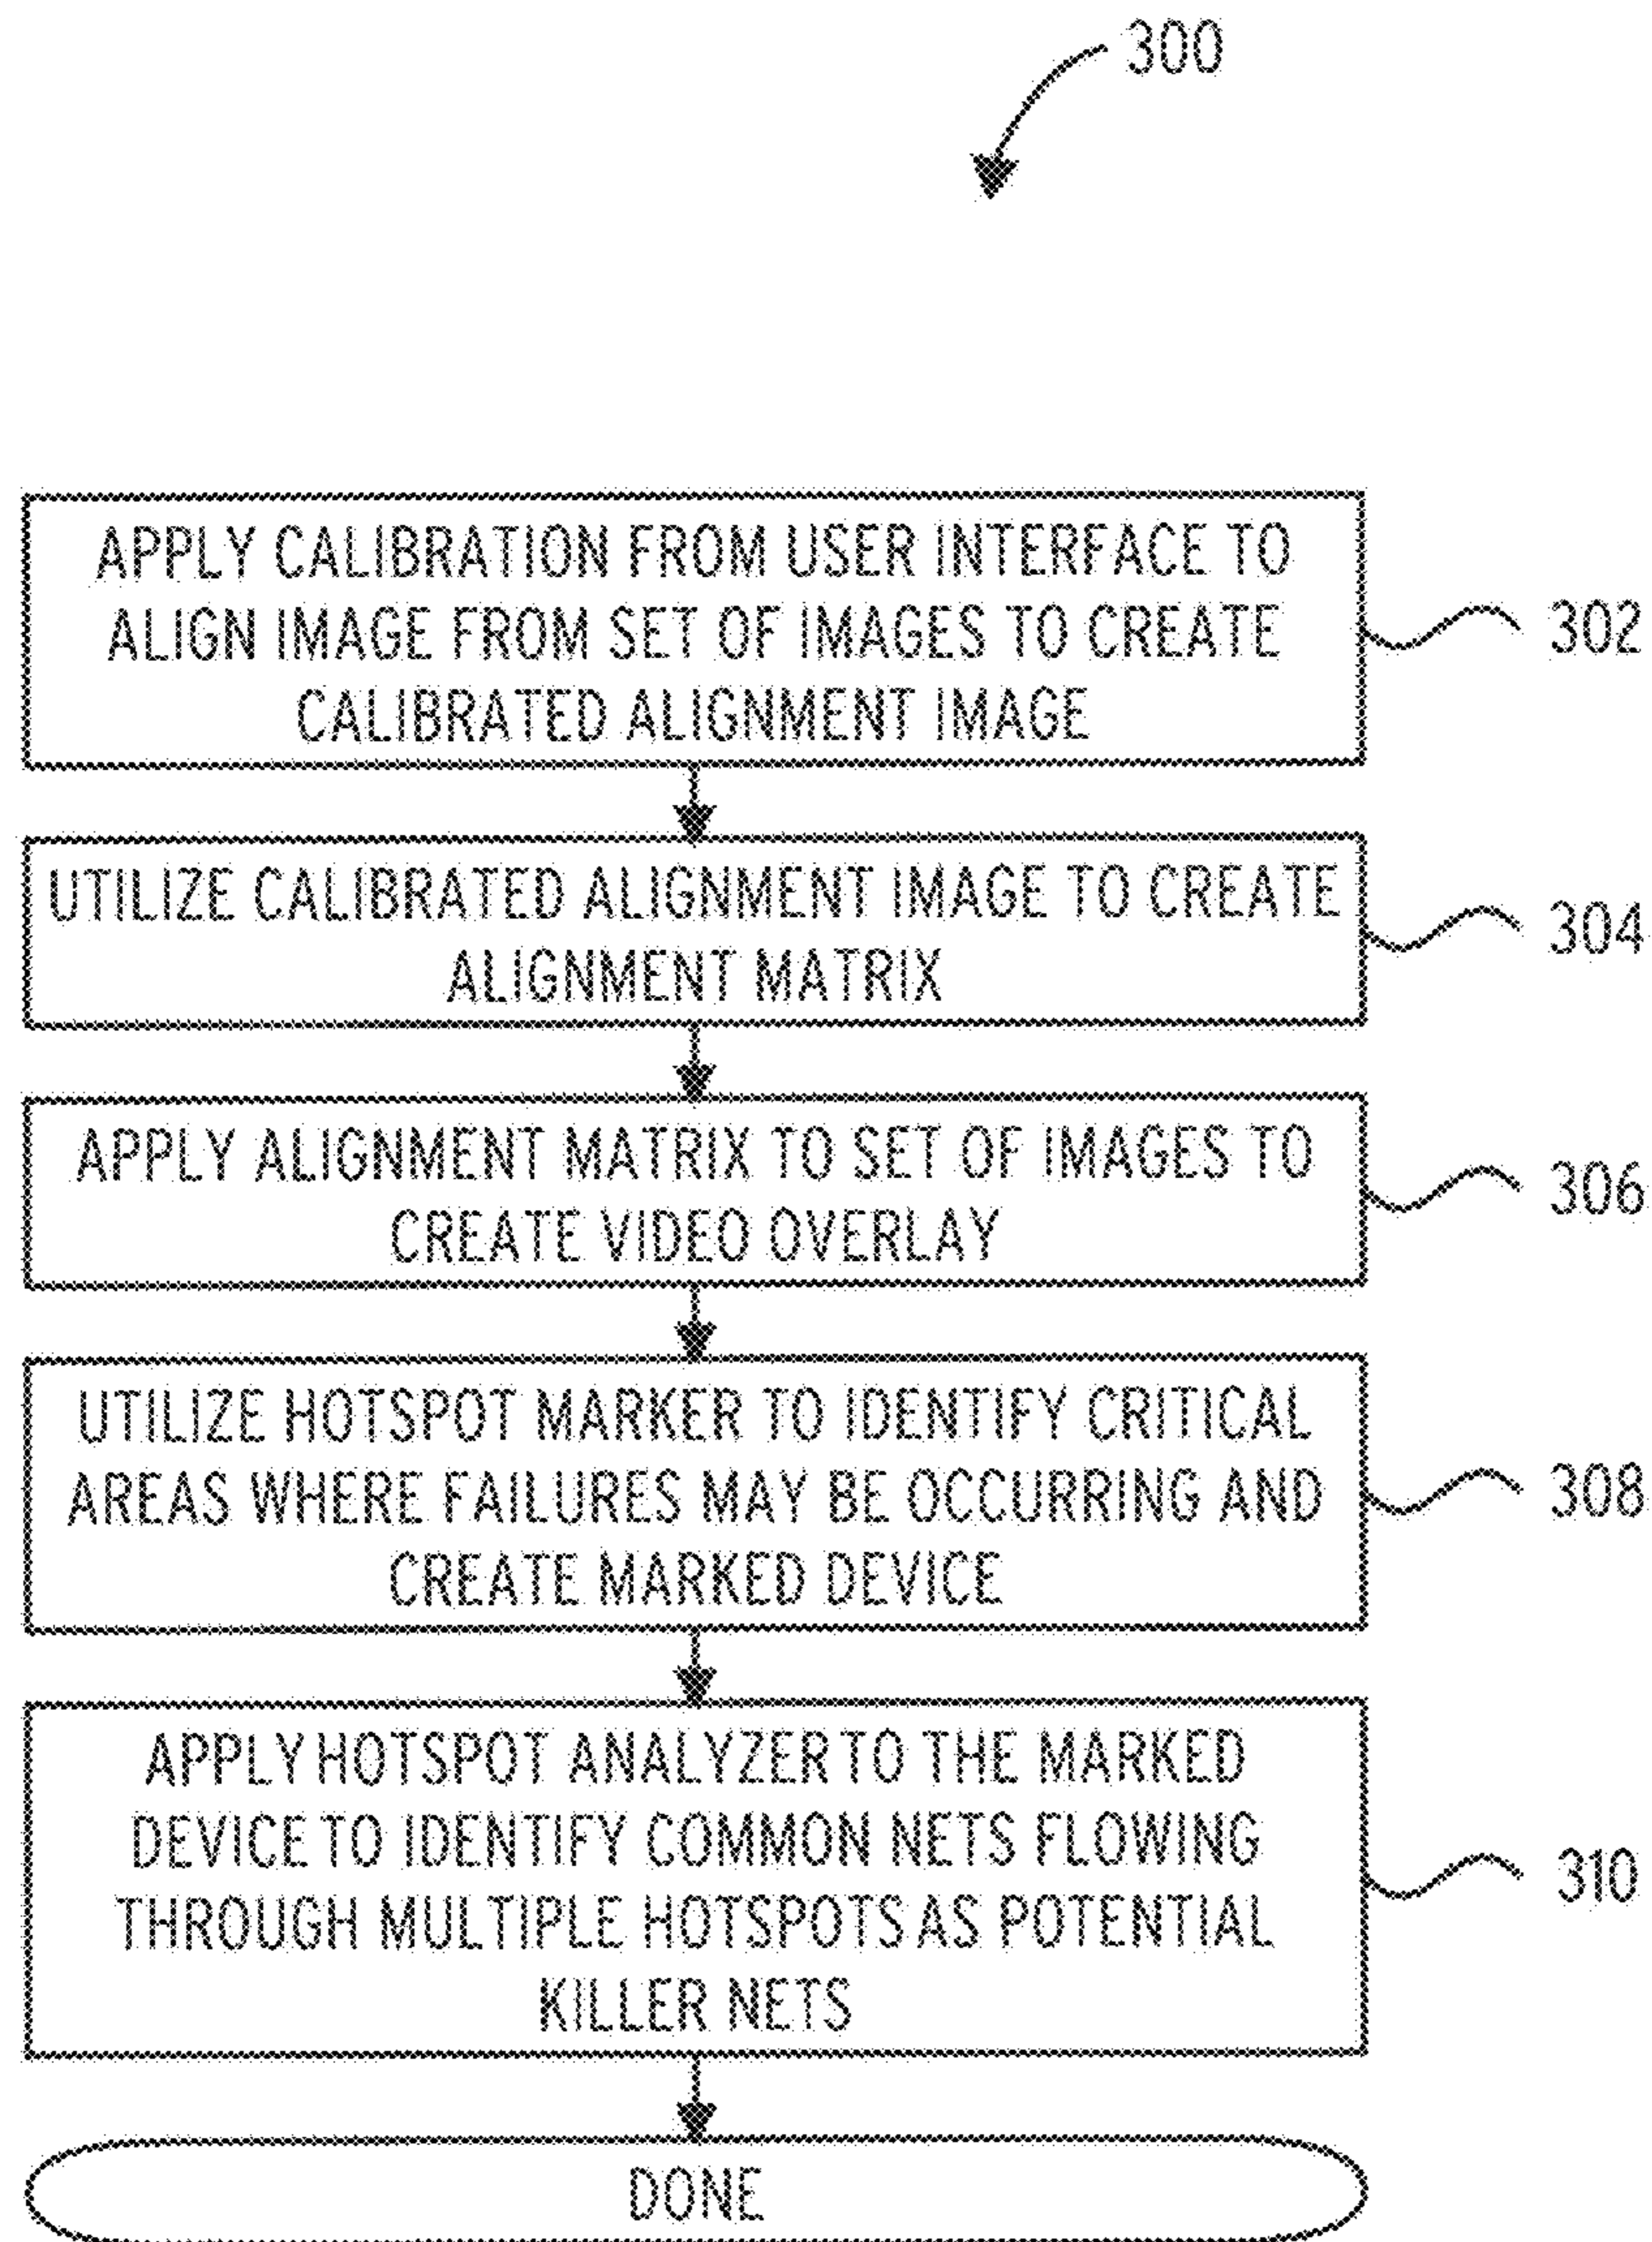 300
APPLY CALIBRATION FROM USER INTERFACE TO
ALIGN IMAGE FROM SET OF IMAGES TO CREATE
CALIBRATED ALIGNMENT IMAGE
302
UTILIZE CALIBRATED ALIGNMENT IMAGE TO CREATE
ALIGNMENT MATRIX
304
APPLY ALIGNMENT MATRIX TO SET OF IMAGES TO
CREATE VIDEO OVERLAY
306
UTILIZE HOTSPOT MARKER TO IDENTIFY CRITICAL
AREAS WHERE FAILURES MAY BE OCCURRING AND
CREATE MARKED DEVICE
308
APPLY HOTSPOT ANALYZER TO THE MARKED
DEVICE TO IDENTIFY COMMON NETS FLOWING
THROUGH MULTIPLE HOTSPOTS AS POTENTIAL
KILLER NETS
310
DONE